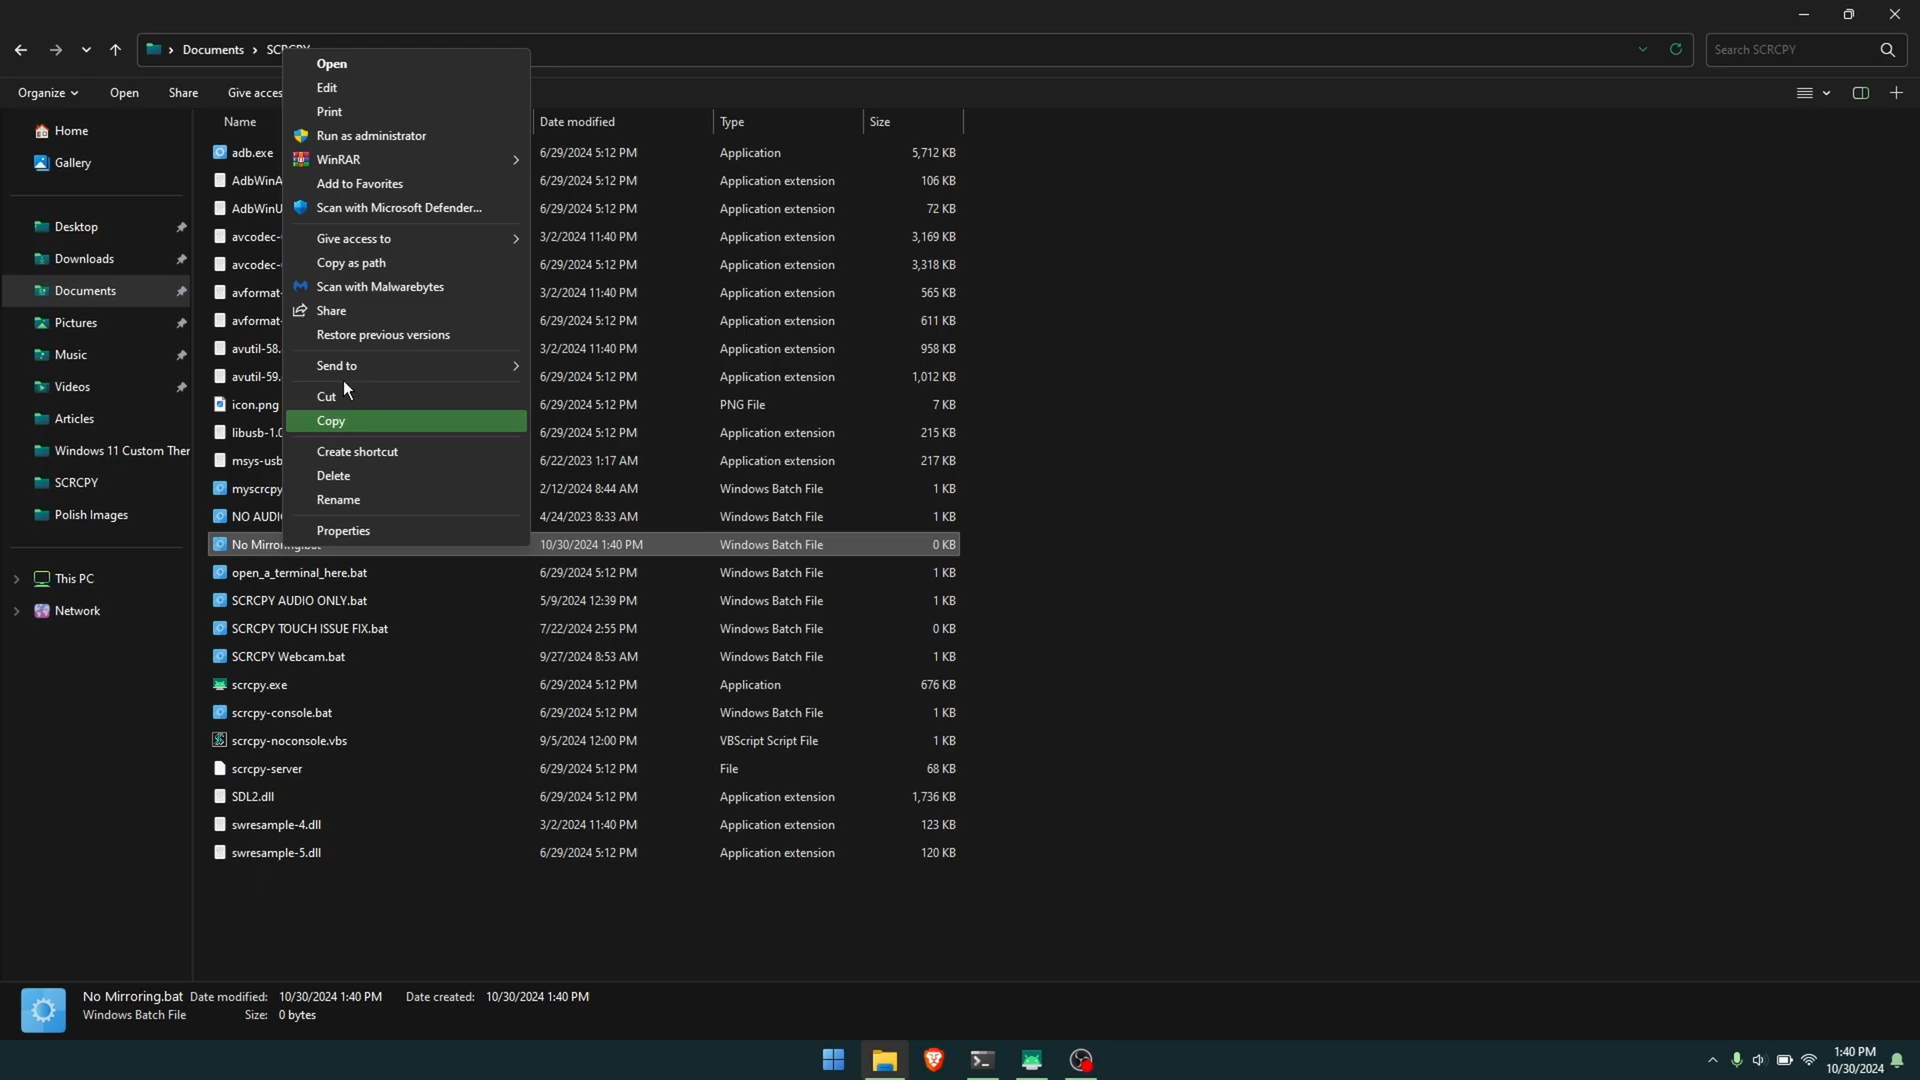 Documents > SCRCPY
Search SCRCPY
Organize Open Share Give acces
Home
Gallery
Desktop
Downloads
Documents
Pictures
Music
Videos
Articles
Windows 11 Custom Ther
SCRCPY
Polish Images
This PC
Network
Open
Edit
Print
Run as administrator
WinRAR
Add to Favorites
Scan with Microsoft Defender...
Give access to
Copy as path
Scan with Malwarebytes
Share
Restore previous versions
Send to
Cut
Copy
Create shortcut
Delete
Rename
Properties
Name Date modified Type Size
adb.exe 6/29/2024 5:12 PM Application 5,712 KB
AdbWinA 6/29/2024 5:12 PM Application extension 106 KB
AdbWinU 6/29/2024 5:12 PM Application extension 72 KB
avcodec- 3/2/2024 11:40 PM Application extension 3,169 KB
avcodec- 6/29/2024 5:12 PM Application extension 3,318 KB
avformat- 3/2/2024 11:40 PM Application extension 565 KB
avformat- 6/29/2024 5:12 PM Application extension 611 KB
avutil-58. 3/2/2024 11:40 PM Application extension 958 KB
avutil-59. 6/29/2024 5:12 PM Application extension 1,012 KB
icon.png 6/29/2024 5:12 PM PNG File 7 KB
libusb-1.0 6/29/2024 5:12 PM Application extension 215 KB
msys-usb 6/22/2023 1:17 AM Application extension 217 KB
myscrcpy 2/12/2024 8:44 AM Windows Batch File 1 KB
NO AUDI 4/24/2023 8:33 AM Windows Batch File 1 KB
No Mirroring.bat 10/30/2024 1:40 PM Windows Batch File 0 KB
open_a_terminal_here.bat 6/29/2024 5:12 PM Windows Batch File 1 KB
SCRCPY AUDIO ONLY.bat 5/9/2024 12:39 PM Windows Batch File 1 KB
SCRCPY TOUCH ISSUE FIX.bat 7/22/2024 2:55 PM Windows Batch File 0 KB
SCRCPY Webcam.bat 9/27/2024 8:53 AM Windows Batch File 1 KB
scrcpy.exe 6/29/2024 5:12 PM Application 676 KB
scrcpy-console.bat 6/29/2024 5:12 PM Windows Batch File 1 KB
scrcpy-noconsole.vbs 9/5/2024 12:00 PM VBScript Script File 1 KB
scrcpy-server 6/29/2024 5:12 PM File 68 KB
SDL2.dll 6/29/2024 5:12 PM Application extension 1,736 KB
swresample-4.dll 3/2/2024 11:40 PM Application extension 123 KB
swresample-5.dll 6/29/2024 5:12 PM Application extension 120 KB
No Mirroring.bat Date modified: 10/30/2024 1:40 PM Date created: 10/30/2024 1:40 PM
Windows Batch File Size: 0 bytes
1:40 PM
10/30/2024